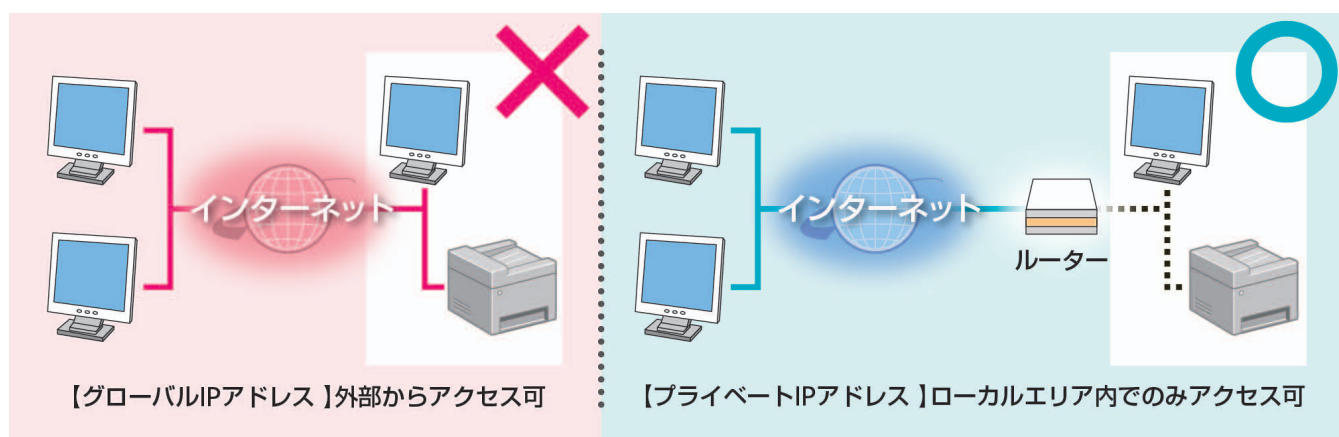 インターネット
【グローバルIPアドレス】外部からアクセス可
インターネット
ルーター
【プライベートIPアドレス】ローカルエリア内でのみアクセス可